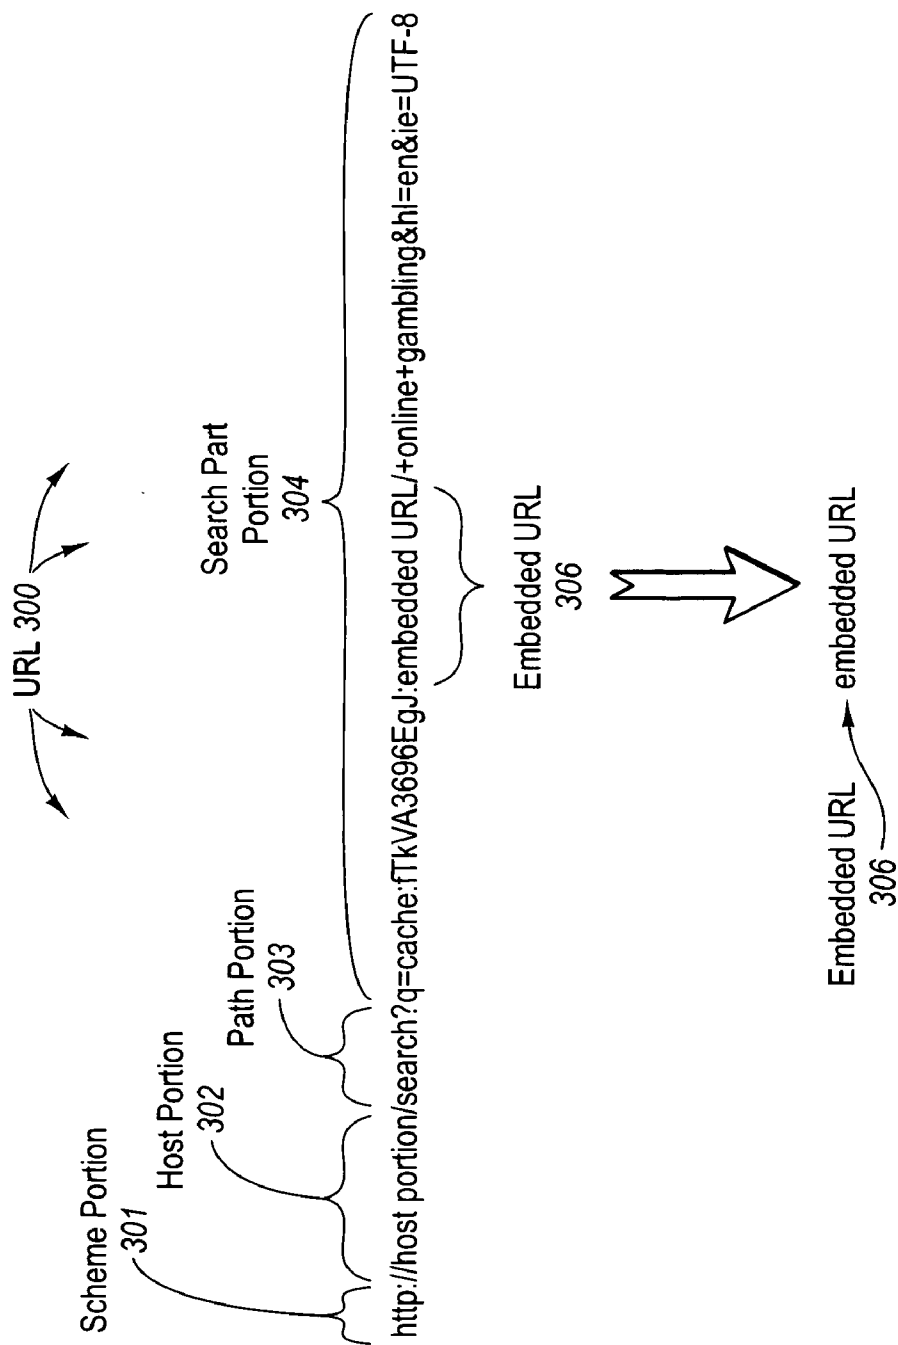 URL 300
Scheme Portion
301
Host Portion
302
Path Portion
303
Search Part
Portion
304
http://host portion/search?q=cache:fTkVA3696EgJ:embedded URL/+online+gambling&hl=en&ie=UTF-8
Embedded URL
306
Embedded URL
306
embedded URL